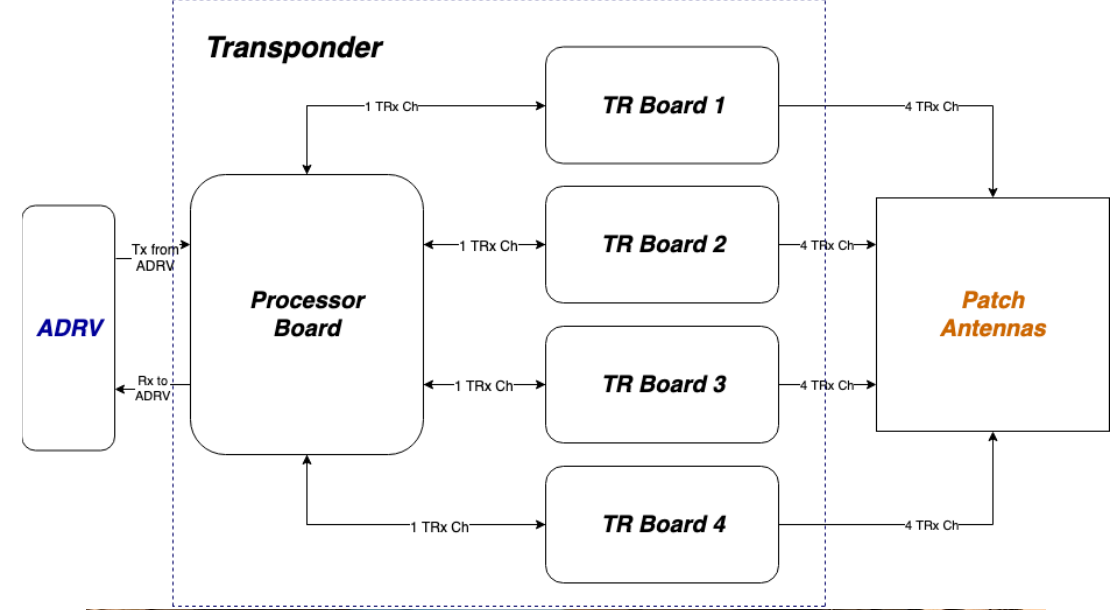 Transponder
TR Board 1
1 TRx Ch
4 TRx Ch
Tx from
ADRV
1 TRx Ch
TR Board 2
4 TRx Ch
Processor
Board
Patch
Antennas
ADRV
Rx to
ADRV
1 TRx Ch
TR Board 3
4 TRx Ch
1 TRx Ch
TR Board 4
4 TRx Ch